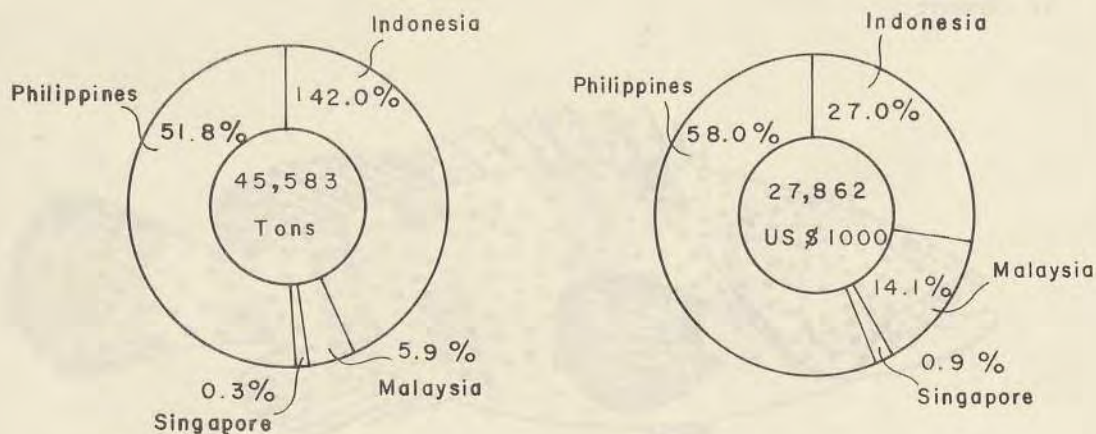 Indonesia
Philippines
142.0%
51.8%
45,583
Tons
5.9%
0.3%
Malaysia
Singapore
Indonesia
Philippines
27.0%
58.0%
27,862
US $1000
Malaysia
14.1%
0.9%
Singapore